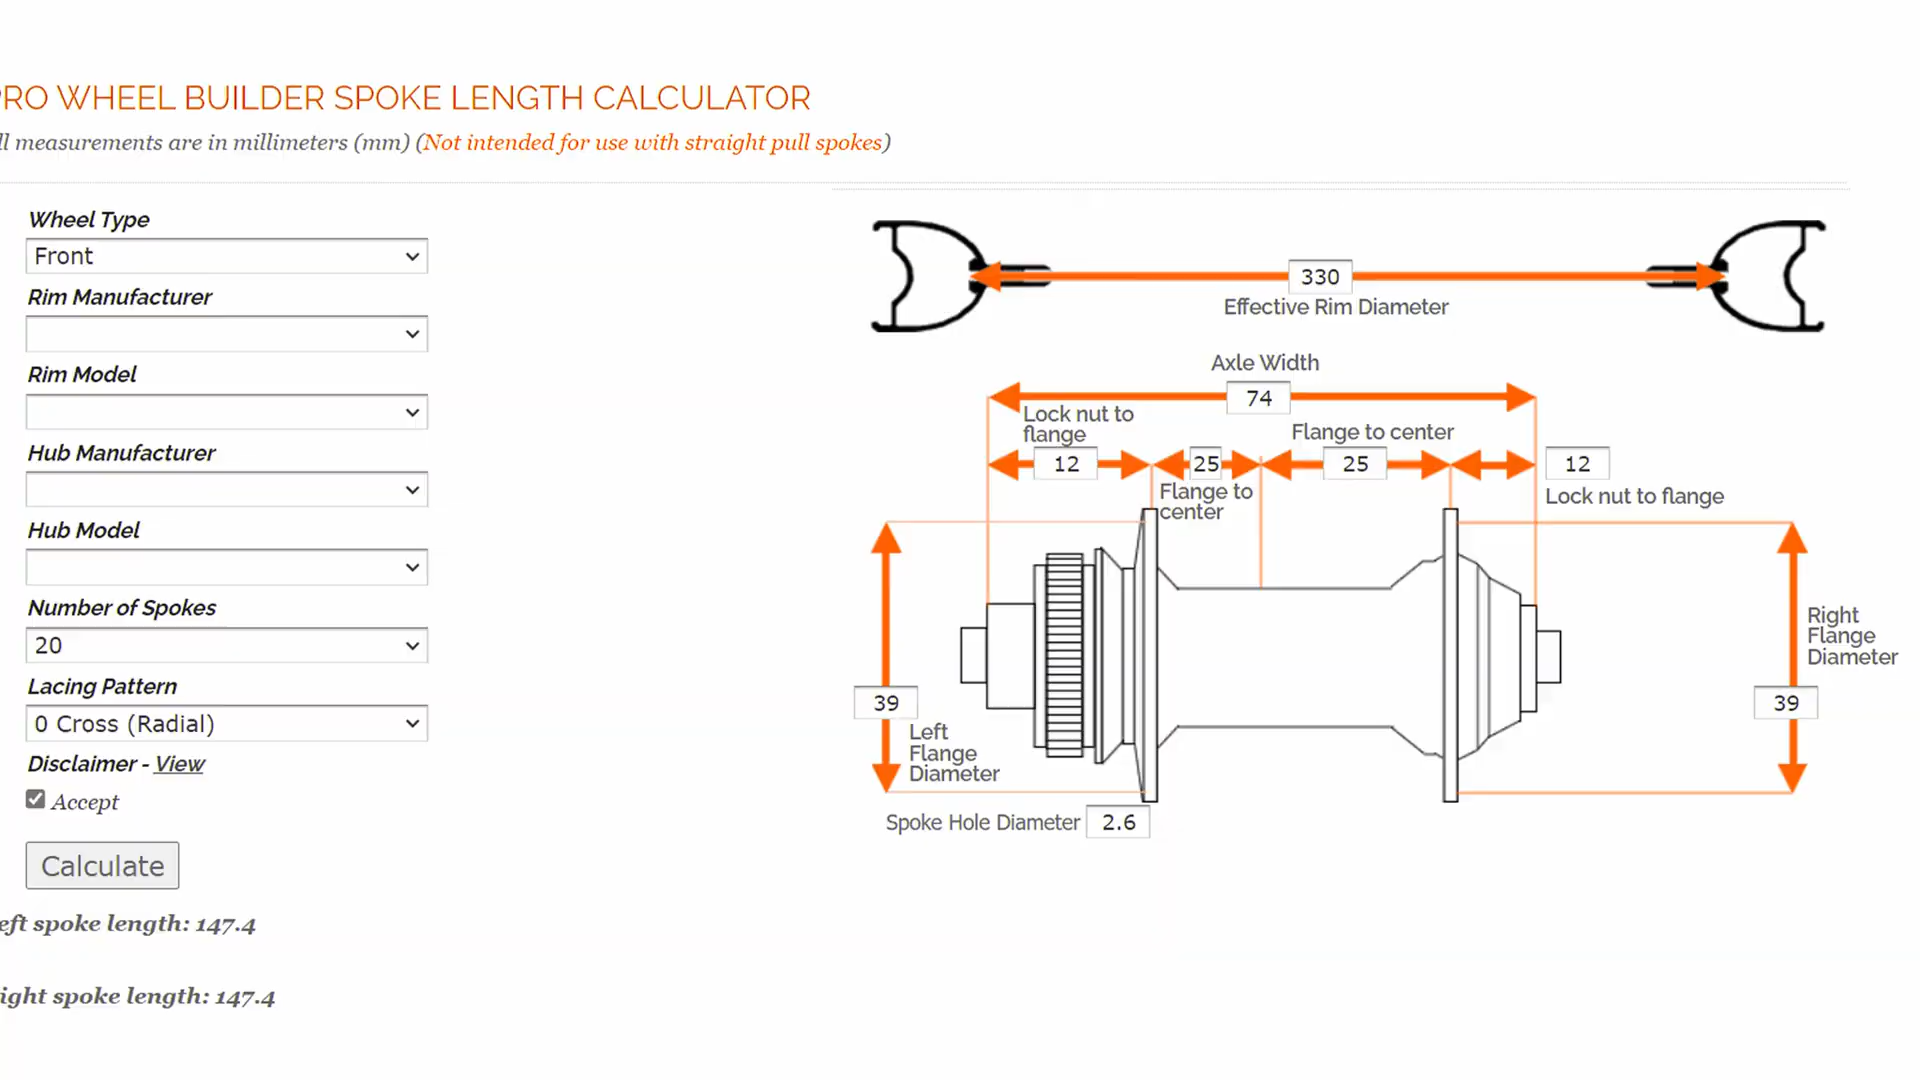 PRO WHEEL BUILDER SPOKE LENGTH CALCULATOR
ll measurements are in millimeters (mm) (Not intended for use with straight pull spokes)
Wheel Type
Front
Rim Manufacturer
Rim Model
Hub Manufacturer
Hub Model
Number of Spokes
20
Lacing Pattern
0 Cross (Radial)
Disclaimer - View
Accept
Calculate
eft spoke length: 147.4
ight spoke length: 147.4
330
Effective Rim Diameter
Axle Width
74
Lock nut to
flange
Flange to center
12
25
25
12
Flange to
center
Lock nut to flange
Right
Flange
Diameter
39
39
Left
Flange
Diameter
Spoke Hole Diameter 2.6